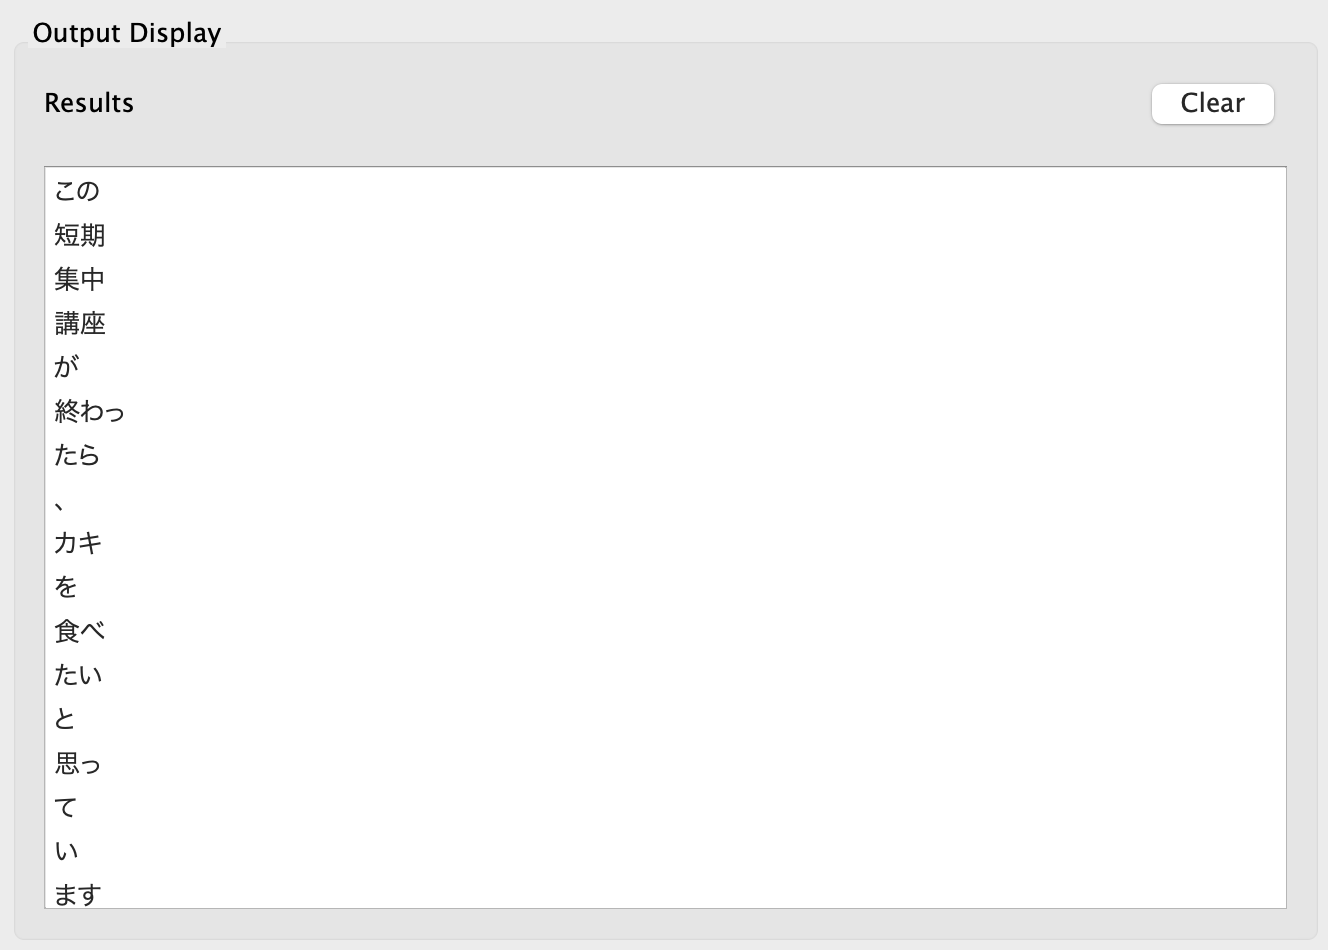 Output Display
Results
Clear
この
短期
集中
講座
が
終わっ
たら
、
カキ
を
食べ
たい
と
思っ
て
い
ます